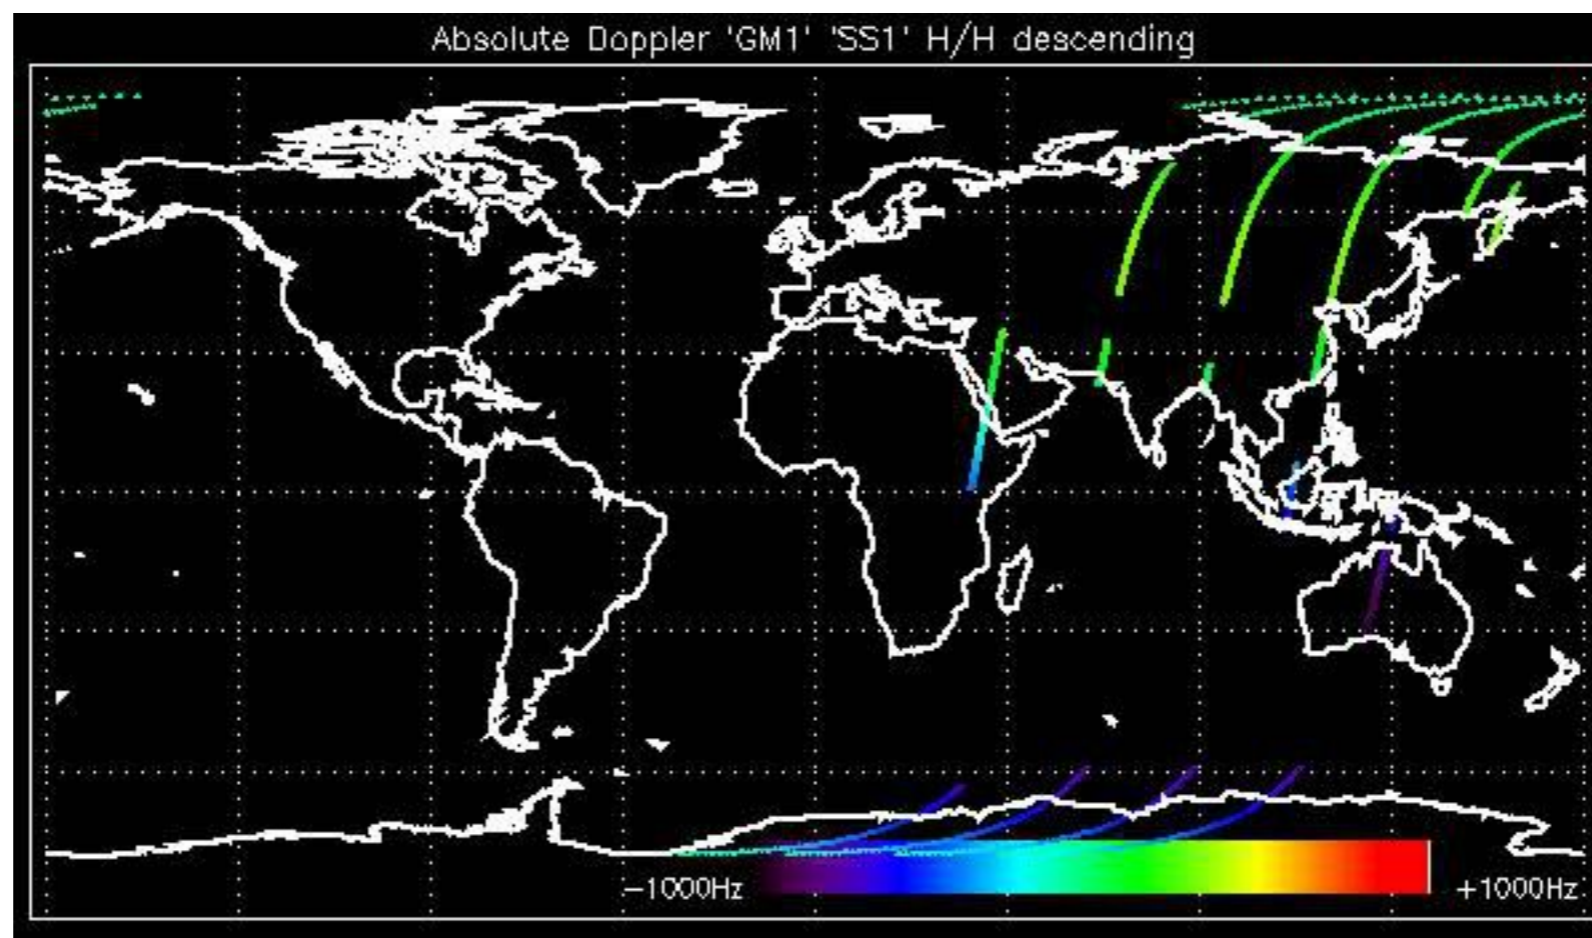 Absolute Doppler 'GM1' 'SS1' H/H descending
-1000Hz
+1000Hz